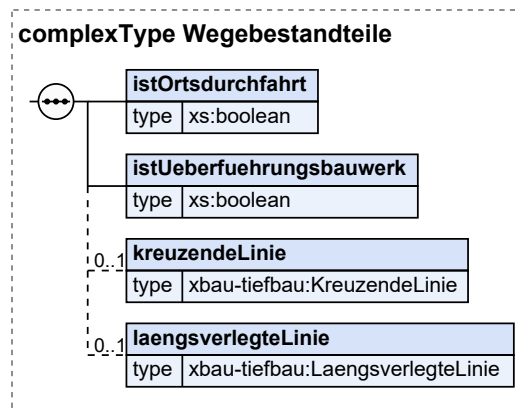 complexType Wegebestandteile
istOrtsdurchfahrt
type xs:boolean
istUeberfuehrungsbauwerk
type xs:boolean
0..1 kreuzendeLinie
type xbau-tiefbau:KreuzendeLinie
0..1 laengsverlegteLinie
type xbau-tiefbau:LaengsverlegteLinie